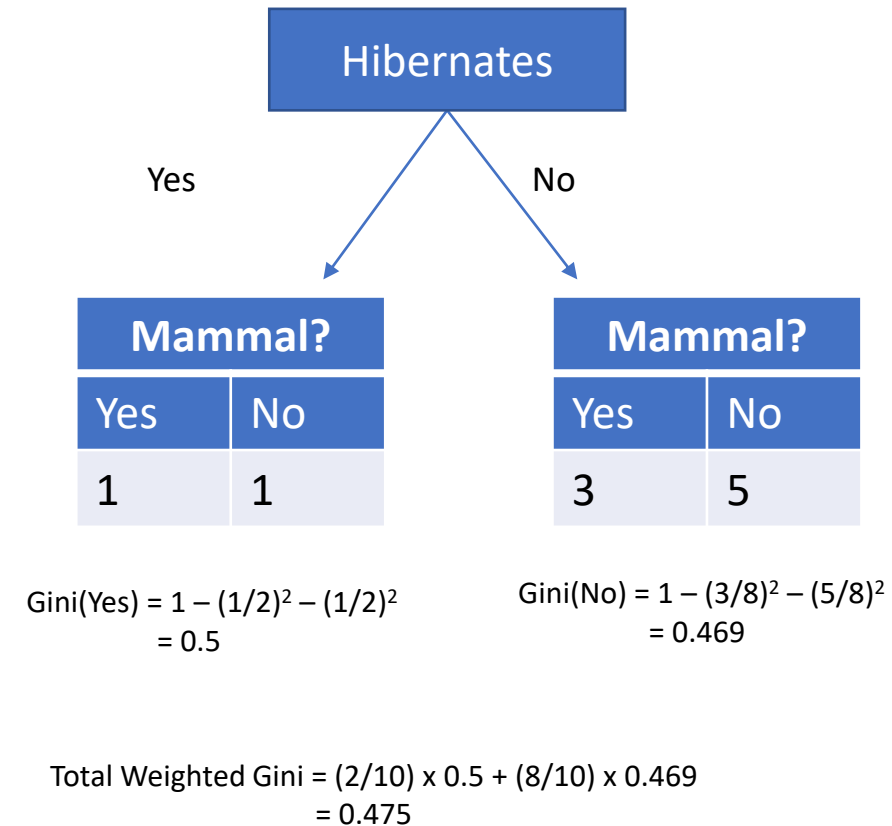 Hibernates
Yes
No
Mammal?
Yes No
1 1
Mammal?
Yes No
3 5
Gini(Yes) = 1 – (1/2)² – (1/2)²
= 0.5
Gini(No) = 1 – (3/8)² – (5/8)²
= 0.469
Total Weighted Gini = (2/10) x 0.5 + (8/10) x 0.469
= 0.475